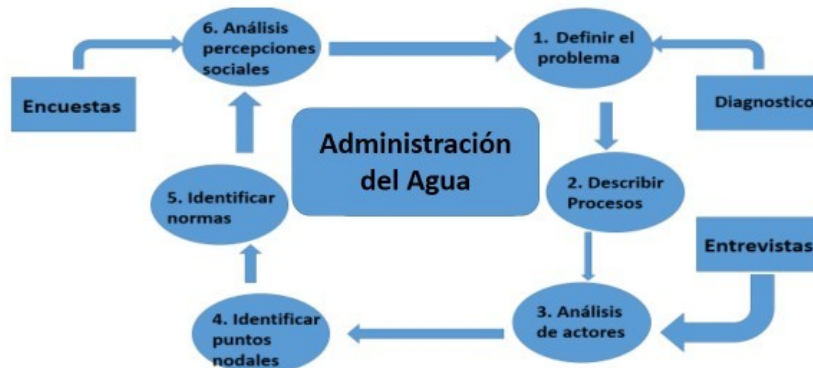 6. Análisis
percepciones
sociales
1. Definir el
problema
Encuestas
Diagnostico
Administración
del Agua
5. Identificar
normas
2. Describir
Procesos
Entrevistas
4. Identificar
puntos
nodales
3. Análisis
de actores